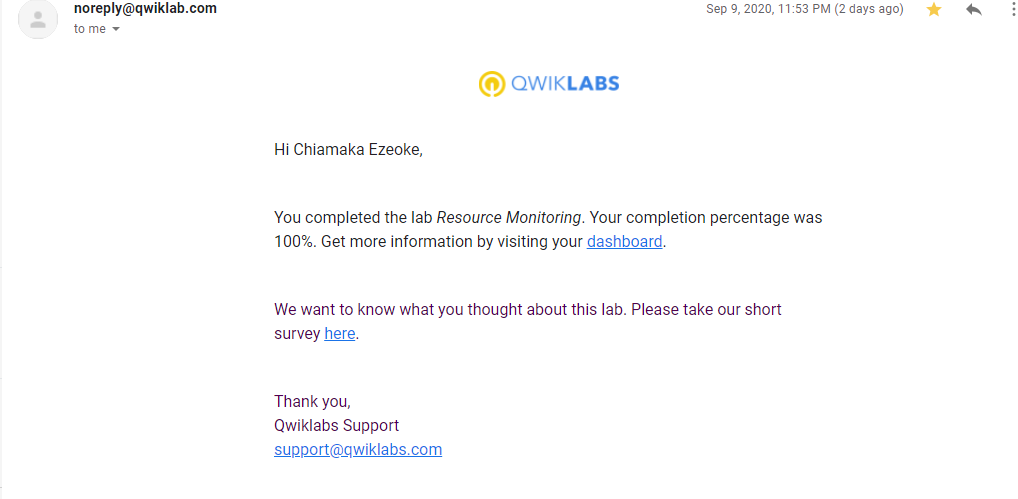 noreply@qwiklab.com
Sep 9, 2020, 11:53 PM (2 days ago)
to me
QWIKLABS
Hi Chiamaka Ezeoke,
You completed the lab Resource Monitoring. Your completion percentage was
100%. Get more information by visiting your dashboard.
We want to know what you thought about this lab. Please take our short
survey here.
Thank you,
Qwiklabs Support
support@qwiklabs.com